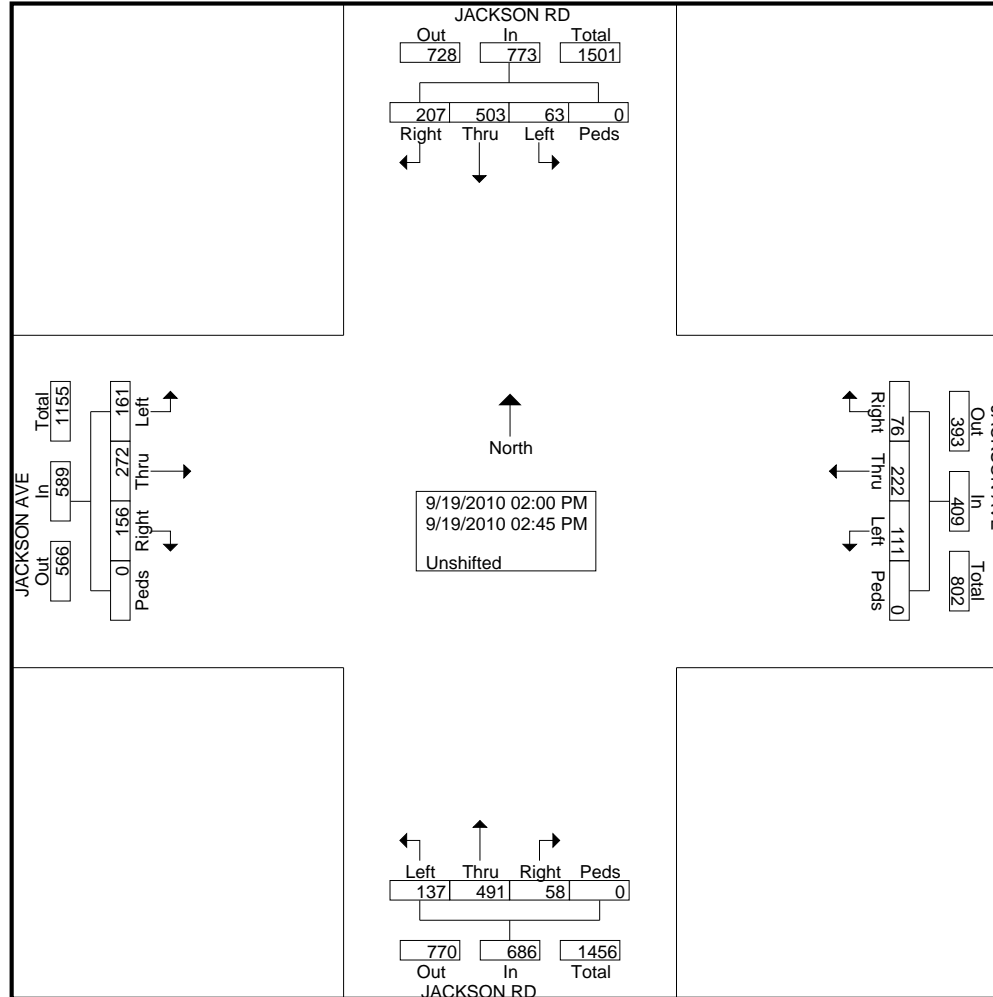 JACKSON RD
Out In Total
728 773 1501
207 503 63 0
Right Thru Left Peds
JACKSON AVE
Total In Out
1155 589 566
161 272 156 0
Left Thru Right Peds
North
9/19/2010 02:00 PM
9/19/2010 02:45 PM
Unshifted
Right Thru Left Peds
76 222 111 0
Out In Total
393 409 802
Left Thru Right Peds
137 491 58 0
770 686 1456
Out In Total
JACKSON RD